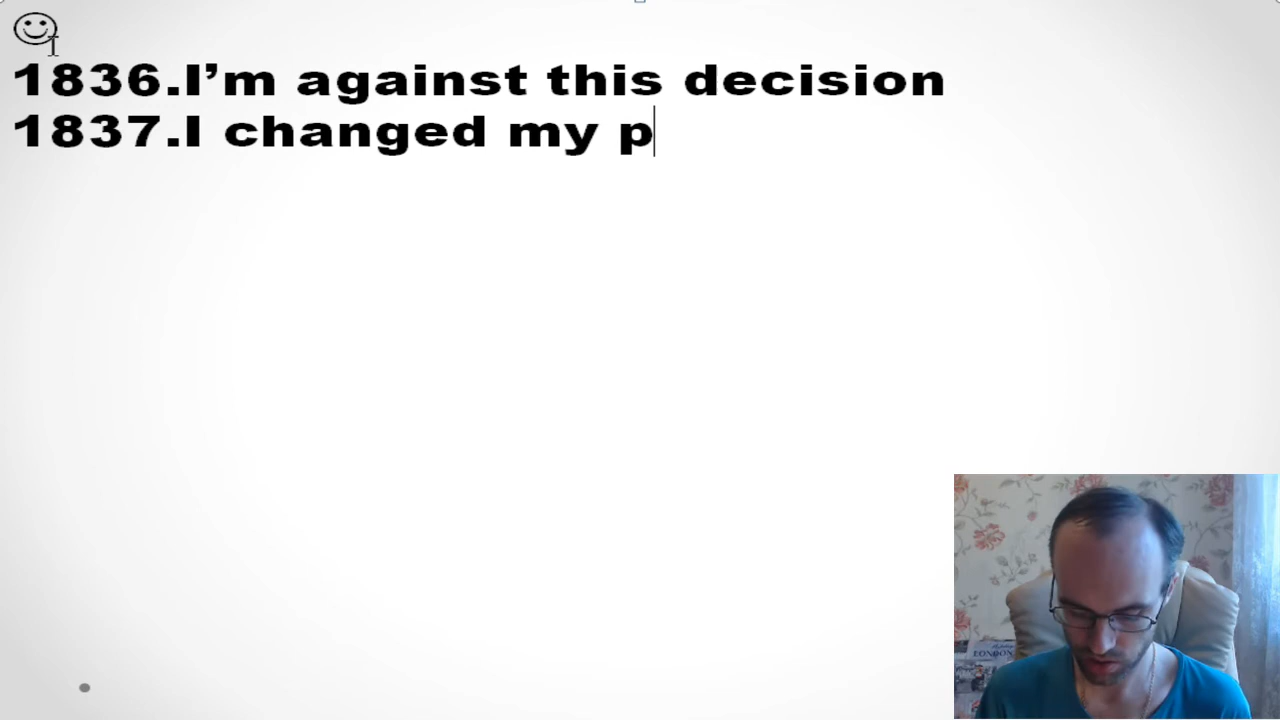 1836.I’m against this decision
1837.I changed my p
LONDON